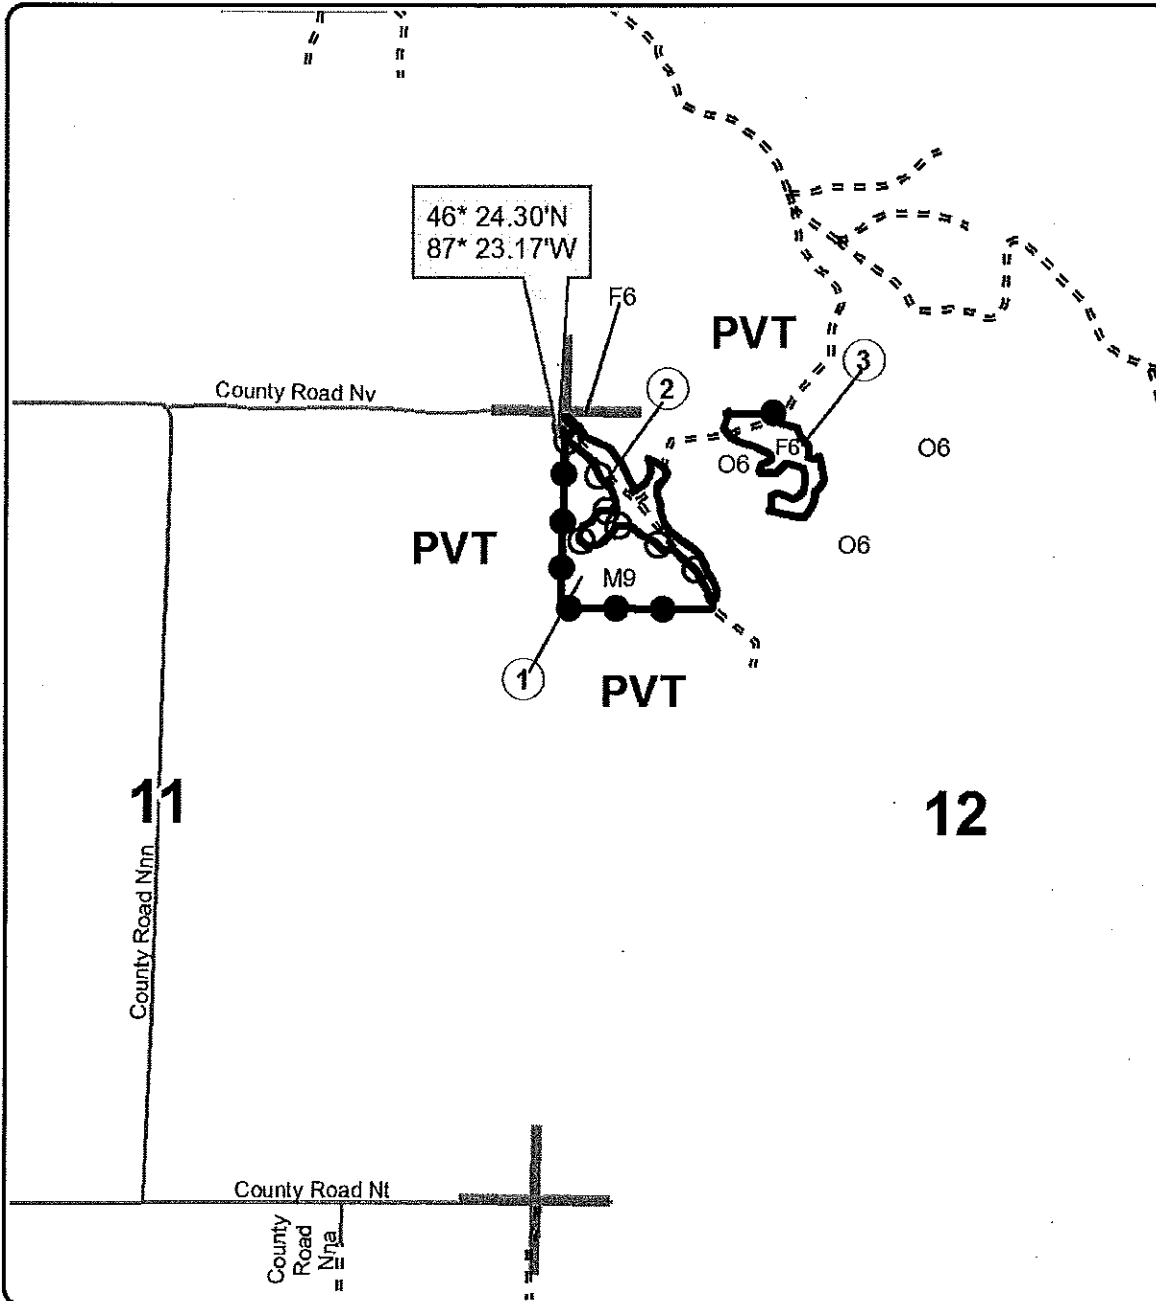 46* 24.30'N
87* 23.17'W
F6
PVT
3
County Road Nv
2
F6
O6
O6
PVT
O6
M9
1
PVT
11
12
County Road Nnn
County Road Nt
County
Road
Nna